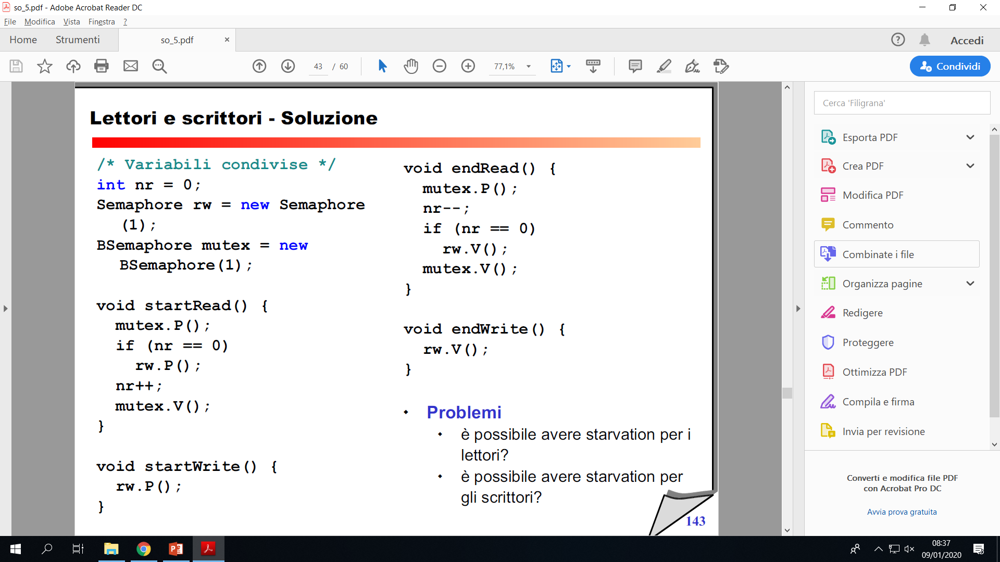 so_5.pdf - Adobe Acrobat Reader DC
File Modifica Vista Finestra ?
Home Strumenti so_5.pdf × Accedi
43 / 60 77,1% Condividi
Lettori e scrittori - Soluzione
/* Variabili condivise */
int nr = 0;
Semaphore rw = new Semaphore
(1);
BSemaphore mutex = new
BSemaphore(1);
void startRead() {
mutex.P();
if (nr == 0)
rw.P();
nr++;
mutex.V();
}
void startWrite() {
rw.P();
}
void endRead() {
mutex.P();
nr--;
if (nr == 0)
rw.V();
mutex.V();
}
void endWrite() {
rw.V();
}
• Problemi
• è possibile avere starvation per i
lettori?
• è possibile avere starvation per
gli scrittori?
143
Cerca 'Filigrana'
Esporta PDF
Crea PDF
Modifica PDF
Commento
Combinate i file
Organizza pagine
Redigere
Proteggere
Ottimizza PDF
Compila e firma
Invia per revisione
Converti e modifica file PDF
con Acrobat Pro DC
Avvia prova gratuita
08:37
09/01/2020